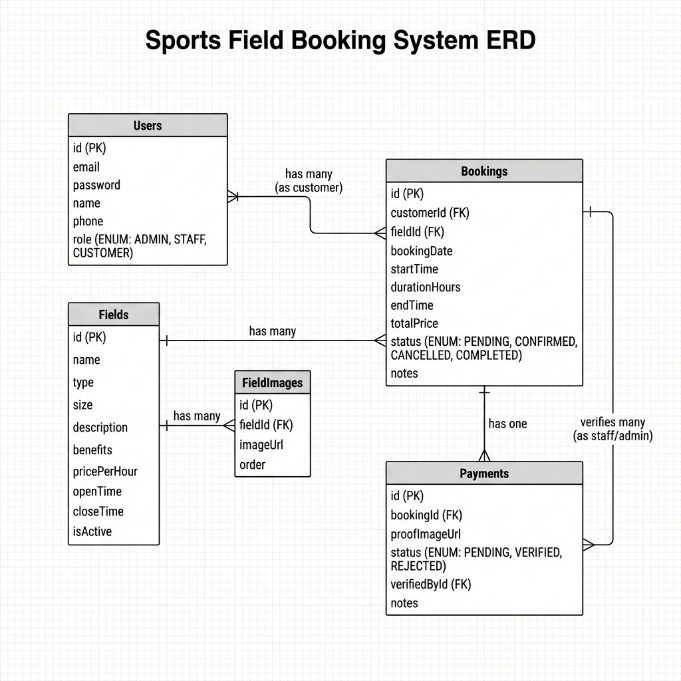 Sports Field Booking System ERD
Users
id (PK)
email
password
name
phone
role (ENUM: ADMIN, STAFF,
CUSTOMER)
has many
(as customer)
Bookings
id (PK)
customerId (FK)
fieldId (FK)
bookingDate
startTime
durationHours
endTime
totalPrice
status (ENUM: PENDING, CONFIRMED,
CANCELLED, COMPLETED)
notes
Fields
id (PK)
name
type
size
description
benefits
pricePerHour
openTime
closeTime
isActive
has many
has many
FieldImages
id (PK)
fieldId (FK)
imageUrl
order
has one
verifies many
(as staff/admin)
Payments
id (PK)
bookingId (FK)
proofImageUrl
status (ENUM: PENDING, VERIFIED,
REJECTED)
verifiedById (FK)
notes